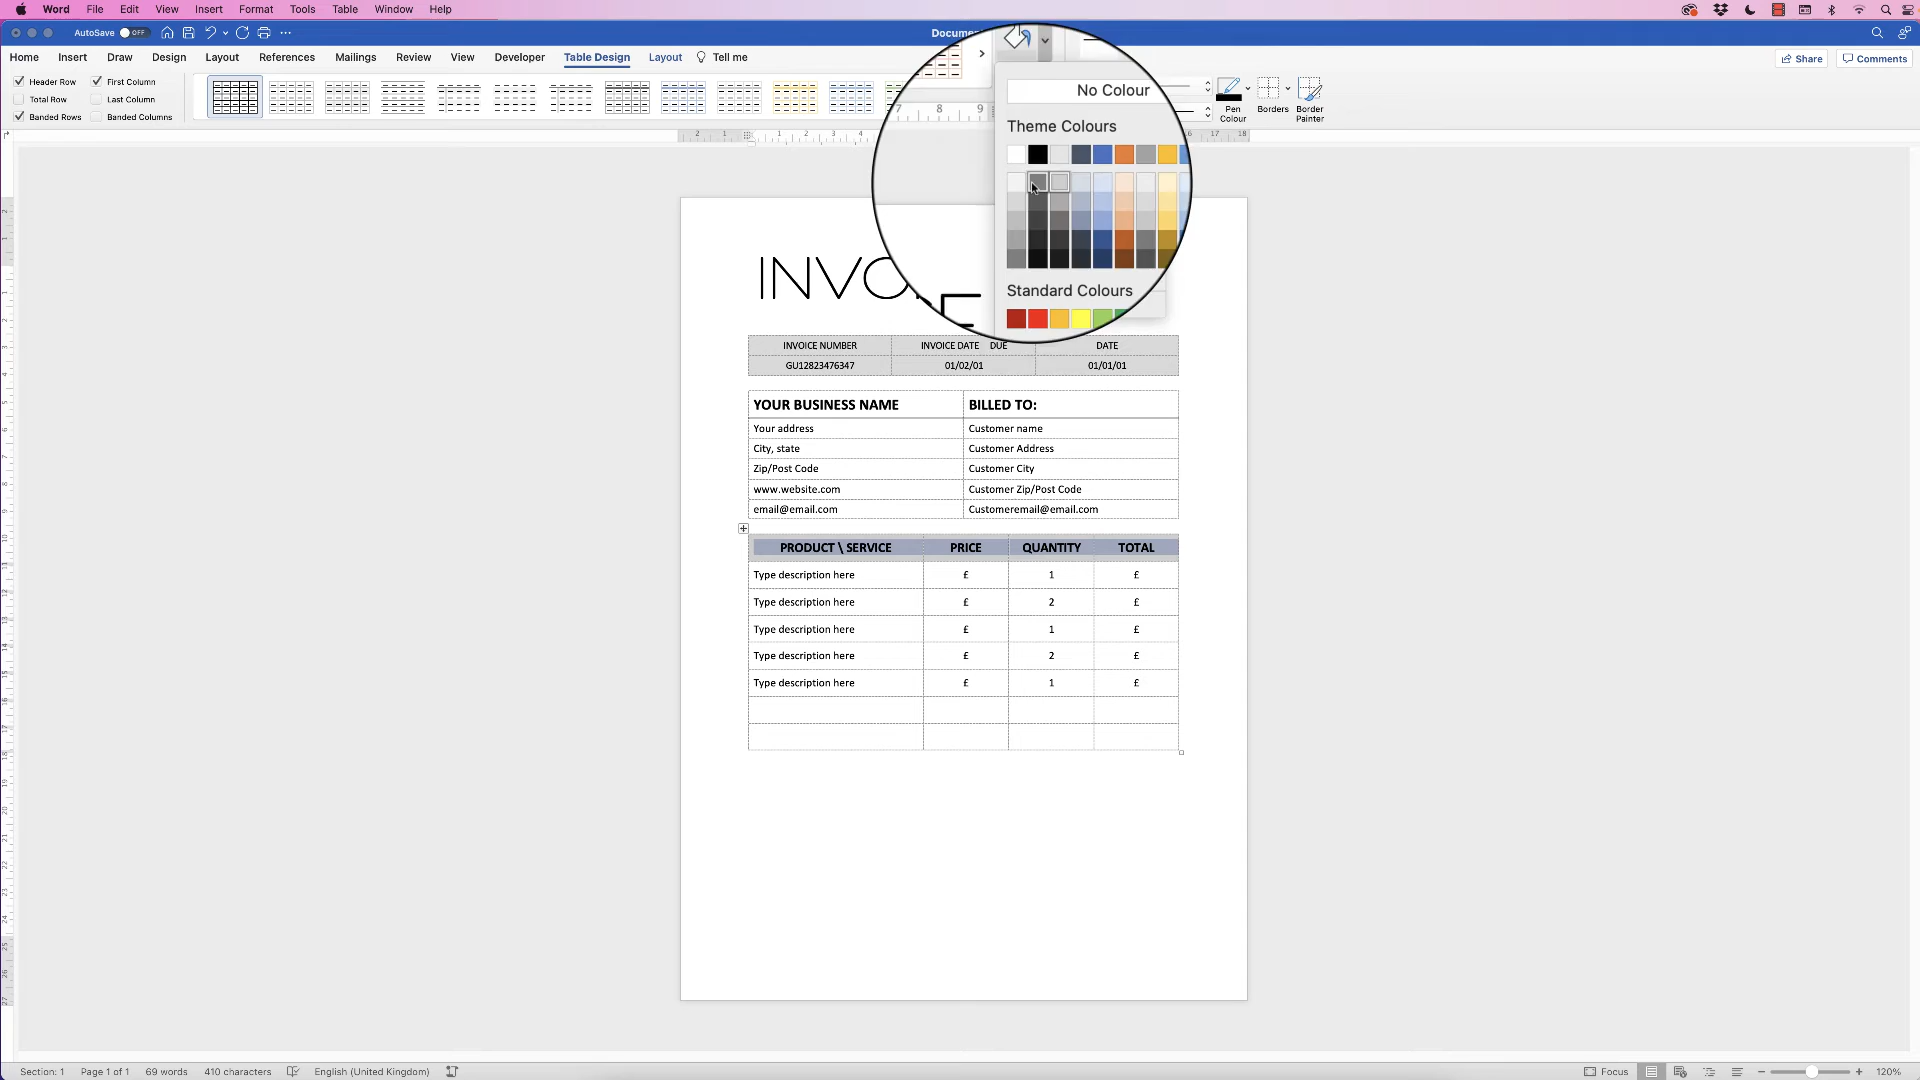 Word File Edit View Insert Format Tools Table Window Help
AutoSave OFF
Home Insert Draw Design Layout References Mailings Review View Developer Table Design Layout Tell me
Share Comments
Header Row First Column
Total Row Last Column
Banded Rows Banded Columns
Pen Colour
Borders
Border Painter
No Colour
Theme Colours
Standard Colours
INVOICE NUMBER INVOICE DATE DUE DATE
GU12823476347 01/02/01 01/01/01
YOUR BUSINESS NAME BILLED TO:
Your address Customer name
City, state Customer Address
Zip/Post Code Customer City
www.website.com Customer Zip/Post Code
email@email.com Customeremail@email.com
PRODUCT \ SERVICE PRICE QUANTITY TOTAL
Type description here £ 1 £
Type description here £ 2 £
Type description here £ 1 £
Type description here £ 2 £
Type description here £ 1 £
Section: 1 Page 1 of 1 69 words 410 characters English (United Kingdom) Focus 120%